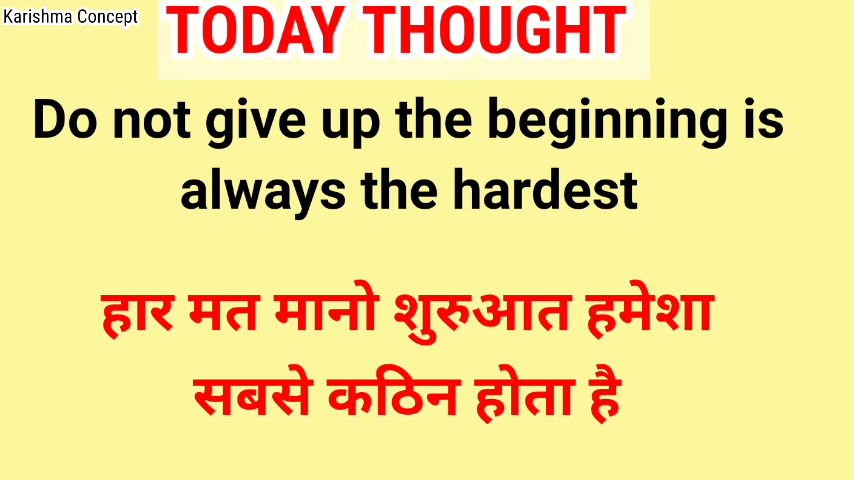 Karishma Concept
TODAY THOUGHT
Do not give up the beginning is
always the hardest
हार मत मानो शुरुआत हमेशा
सबसे कठिन होता है